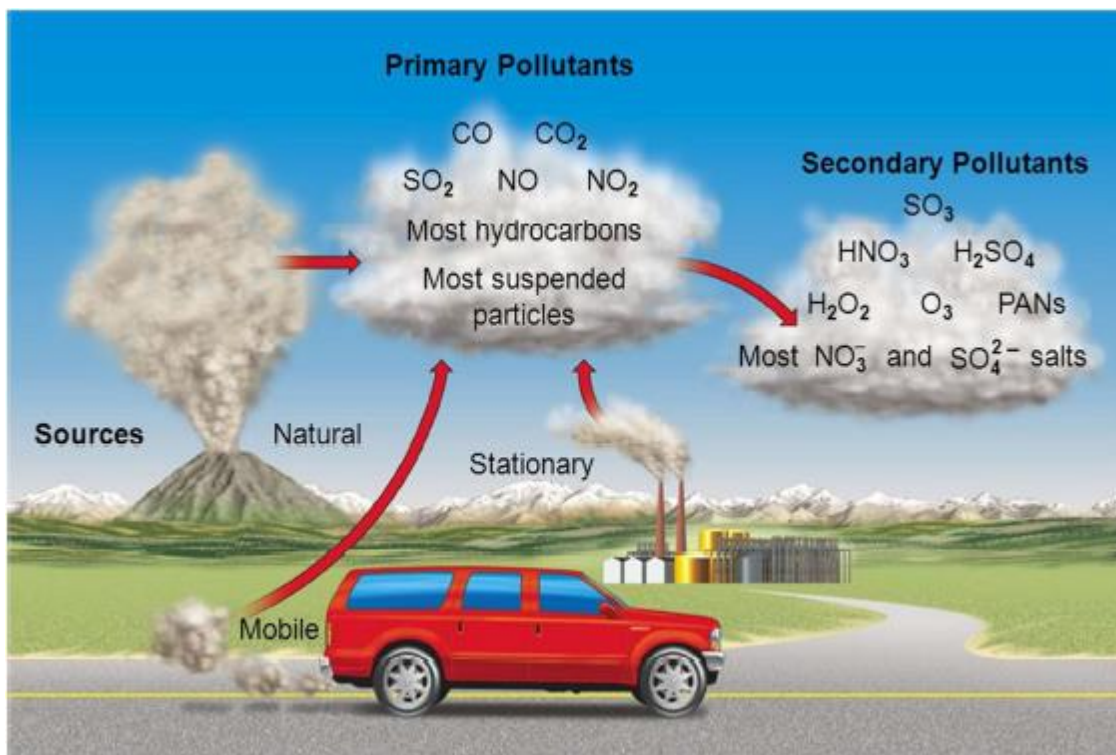 Primary Pollutants
CO CO₂
SO₂ NO NO₂
Most hydrocarbons
Most suspended
particles
Secondary Pollutants
SO₃
HNO₃ H₂SO₄
H₂O₂ O₃ PANs
Most NO₃⁻ and SO₄²⁻ salts
Sources
Natural
Stationary
Mobile